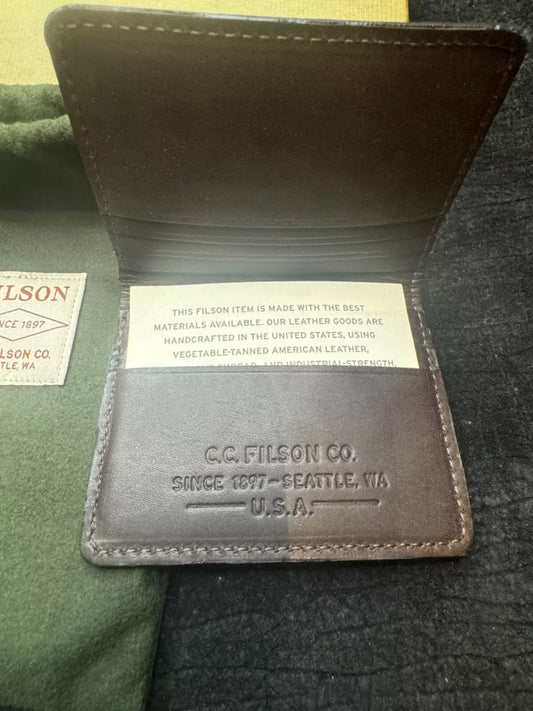 ILSON
INCE 1897
ILSON CO.
TLE, WA
THIS FILSON ITEM IS MADE WITH THE BEST
MATERIALS AVAILABLE. OUR LEATHER GOODS ARE
HANDCRAFTED IN THE UNITED STATES, USING
VEGETABLE-TANNED AMERICAN LEATHER,
AND INDUSTRIAL-STRENGTH
C.C. FILSON CO.
SINCE 1897 – SEATTLE, WA
U.S.A.